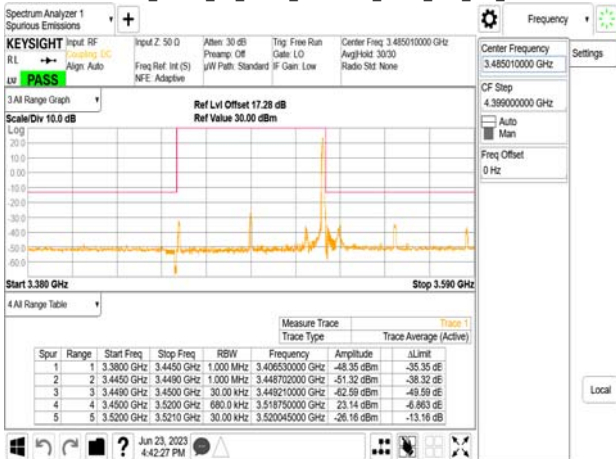 Spectrum Analyzer 1
Spurious Emissions
+
Frequency
KEYSIGHT Input: RF Input Z: 50 Ω Atten: 30 dB Trig: Free Run Center Freq: 3.485010000 GHz
RL Coupling: DC Preamp: Off Gate: LO Avg|Hold: 30/30
Align: Auto Freq Ref: Int (S) µW Path: Standard IF Gain: Low Radio Std: None
NFE: Adaptive
LV PASS
3 All Range Graph
Ref Lvl Offset 17.28 dB
Scale/Div 10.0 dB Ref Value 30.00 dBm
Log
20.0
10.0
0.00
-10.0
-20.0
-30.0
-40.0
-50.0
-60.0
Start 3.380 GHz Stop 3.590 GHz
4 All Range Table
Measure Trace Trace 1
Trace Type Trace Average (Active)
Spur Range Start Freq Stop Freq RBW Frequency Amplitude ΔLimit
1 1 3.3800 GHz 3.4450 GHz 1.000 MHz 3.406530000 GHz -48.35 dBm -35.35 dB
2 2 3.4450 GHz 3.4490 GHz 1.000 MHz 3.448702000 GHz -51.32 dBm -38.32 dB
3 3 3.4490 GHz 3.4500 GHz 30.00 kHz 3.449210000 GHz -62.59 dBm -49.59 dB
4 4 3.4500 GHz 3.5200 GHz 680.0 kHz 3.518750000 GHz 23.14 dBm -6.863 dB
5 5 3.5200 GHz 3.5210 GHz 30.00 kHz 3.520045000 GHz -26.16 dBm -13.16 dB
Center Frequency
3.485010000 GHz
Settings
CF Step
4.399000000 GHz
Auto
Man
Freq Offset
0 Hz
Local
?
Jun 23, 2023
4:42:27 PM